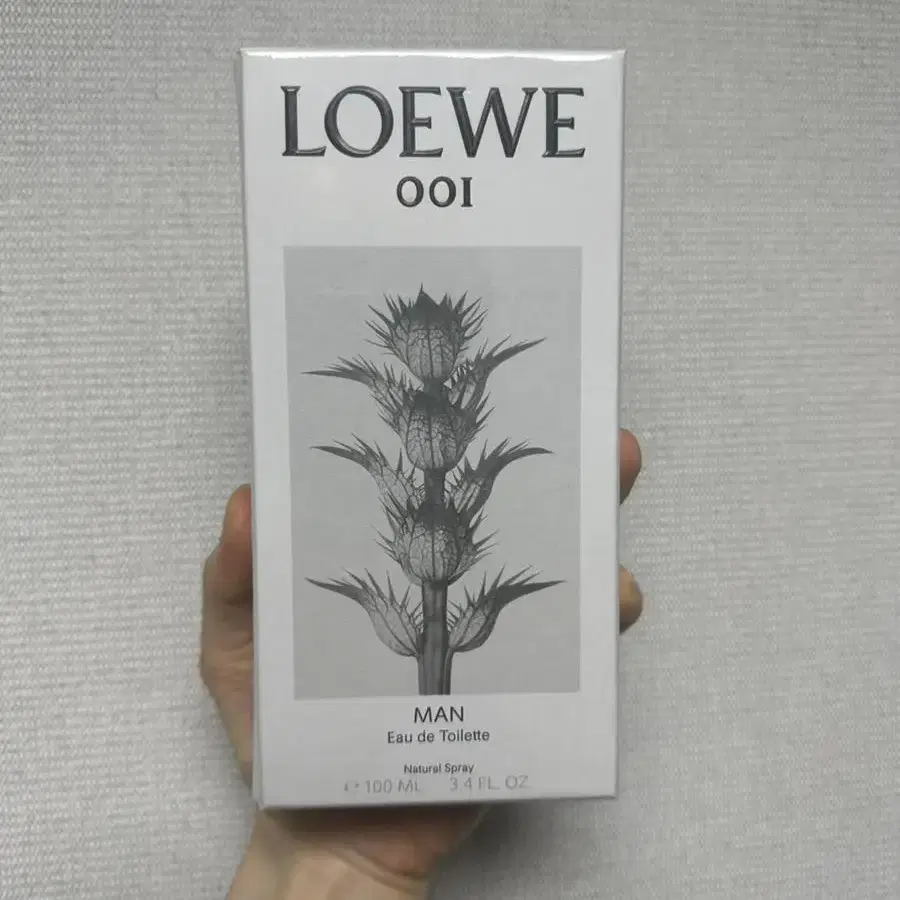 LOEWE
001
MAN
Eau de Toilette
Natural Spray
℮ 100 ML 3.4 FL. OZ